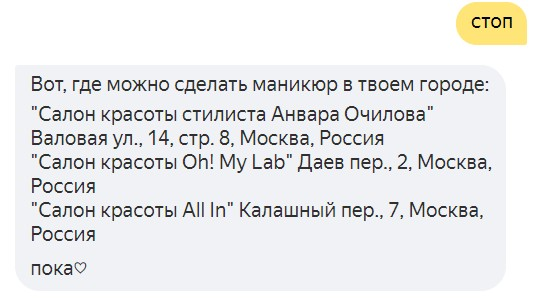 стоп
Вот, где можно сделать маникюр в твоем городе:
"Салон красоты стилиста Анвара Очилова"
Валовая ул., 14, стр. 8, Москва, Россия
"Салон красоты Oh! My Lab" Даев пер., 2, Москва,
Россия
"Салон красоты All In" Калашный пер., 7, Москва,
Россия
пока♡